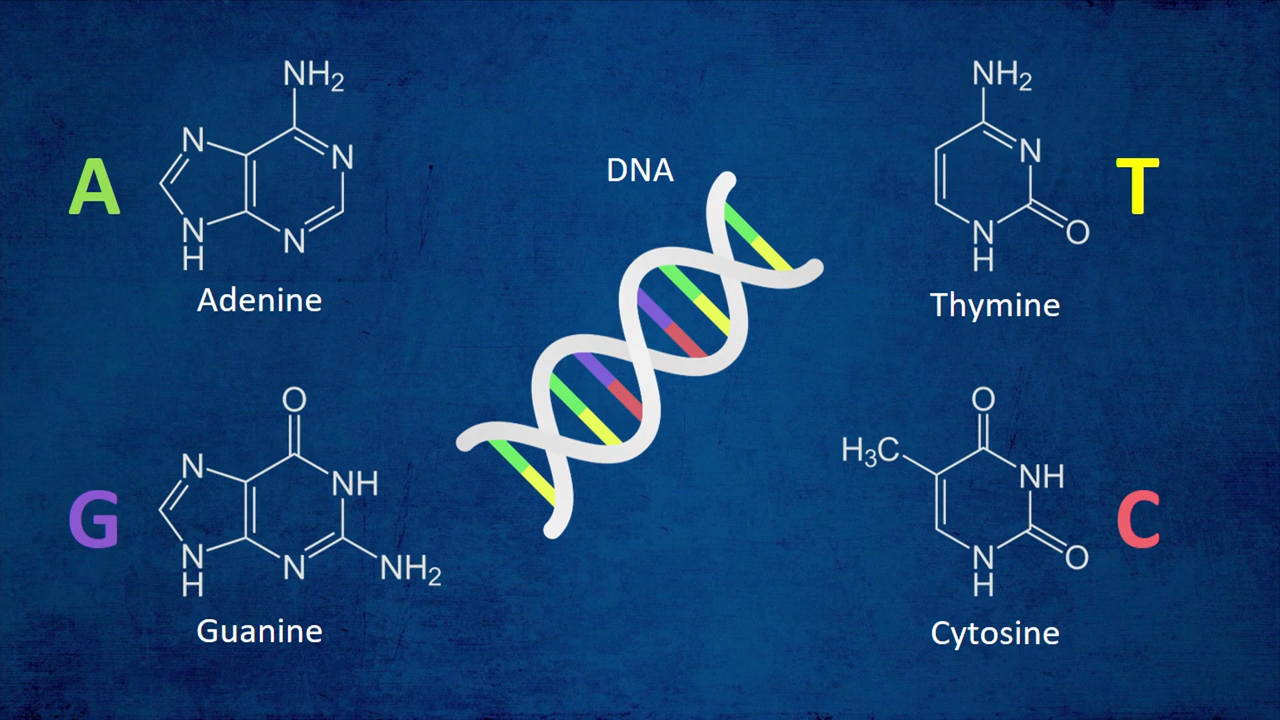 NH₂
N
N
A
N
H
N
Adenine
DNA
NH₂
N
T
N
H
O
Thymine
O
N
NH
G
N
H
N
NH₂
Guanine
O
H₃C
NH
C
N
H
O
Cytosine